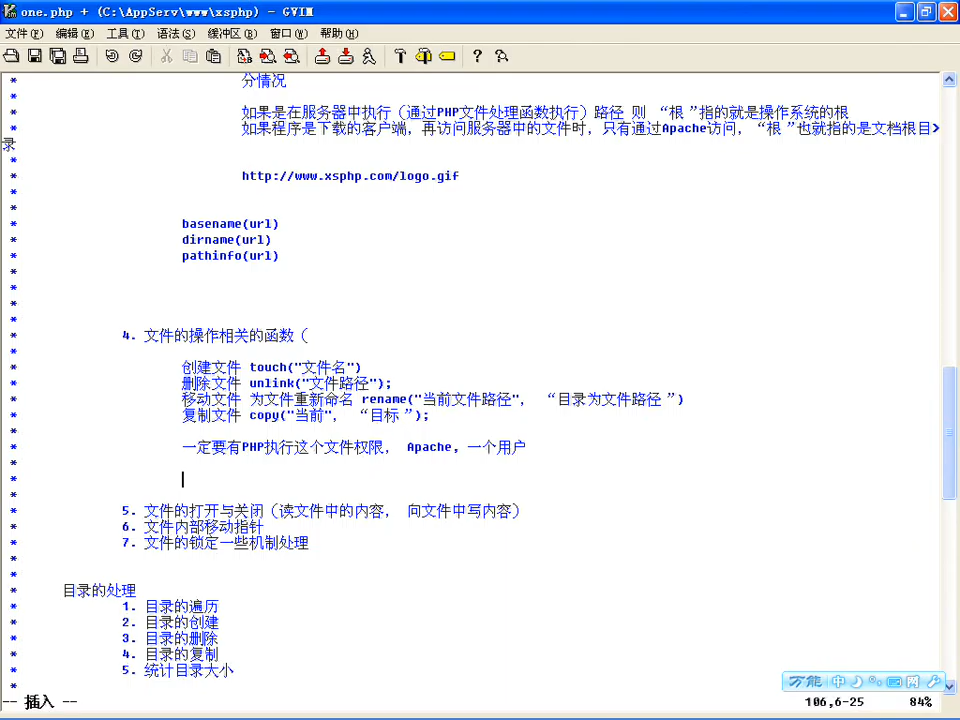 one.php + (C:\AppServ\www\xsphp) - GVIM
文件(F) 编辑(E) 工具(T) 语法(S) 缓冲区(B) 窗口(W) 帮助(H)
* 分情况
*
* 如果是在服务器中执行（通过PHP文件处理函数执行）路径 则 “根 ”指的就是操作系统的根
* 如果程序是下载的客户端，再访问服务器中的文件时，只有通过Apache访问，“根 ”也就指的是文档根目>
录
*
* http://www.xsphp.com/logo.gif
*
*
* basename(url)
* dirname(url)
* pathinfo(url)
*
*
*
*
* 4. 文件的操作相关的函数（
*
* 创建文件 touch("文件名")
* 删除文件 unlink("文件路径");
* 移动文件 为文件重新命名 rename("当前文件路径", “目录为文件路径 ”)
* 复制文件 copy("当前", “目标 ”);
*
* 一定要有PHP执行这个文件权限， Apache，一个用户
*
*
*
* 5. 文件的打开与关闭（读文件中的内容， 向文件中写内容）
* 6. 文件内部移动指针
* 7. 文件的锁定一些机制处理
*
*
* 目录的处理
* 1. 目录的遍历
* 2. 目录的创建
* 3. 目录的删除
* 4. 目录的复制
* 5. 统计目录大小
*
万能 中 网
-- 插入 -- 106,6-25 84%